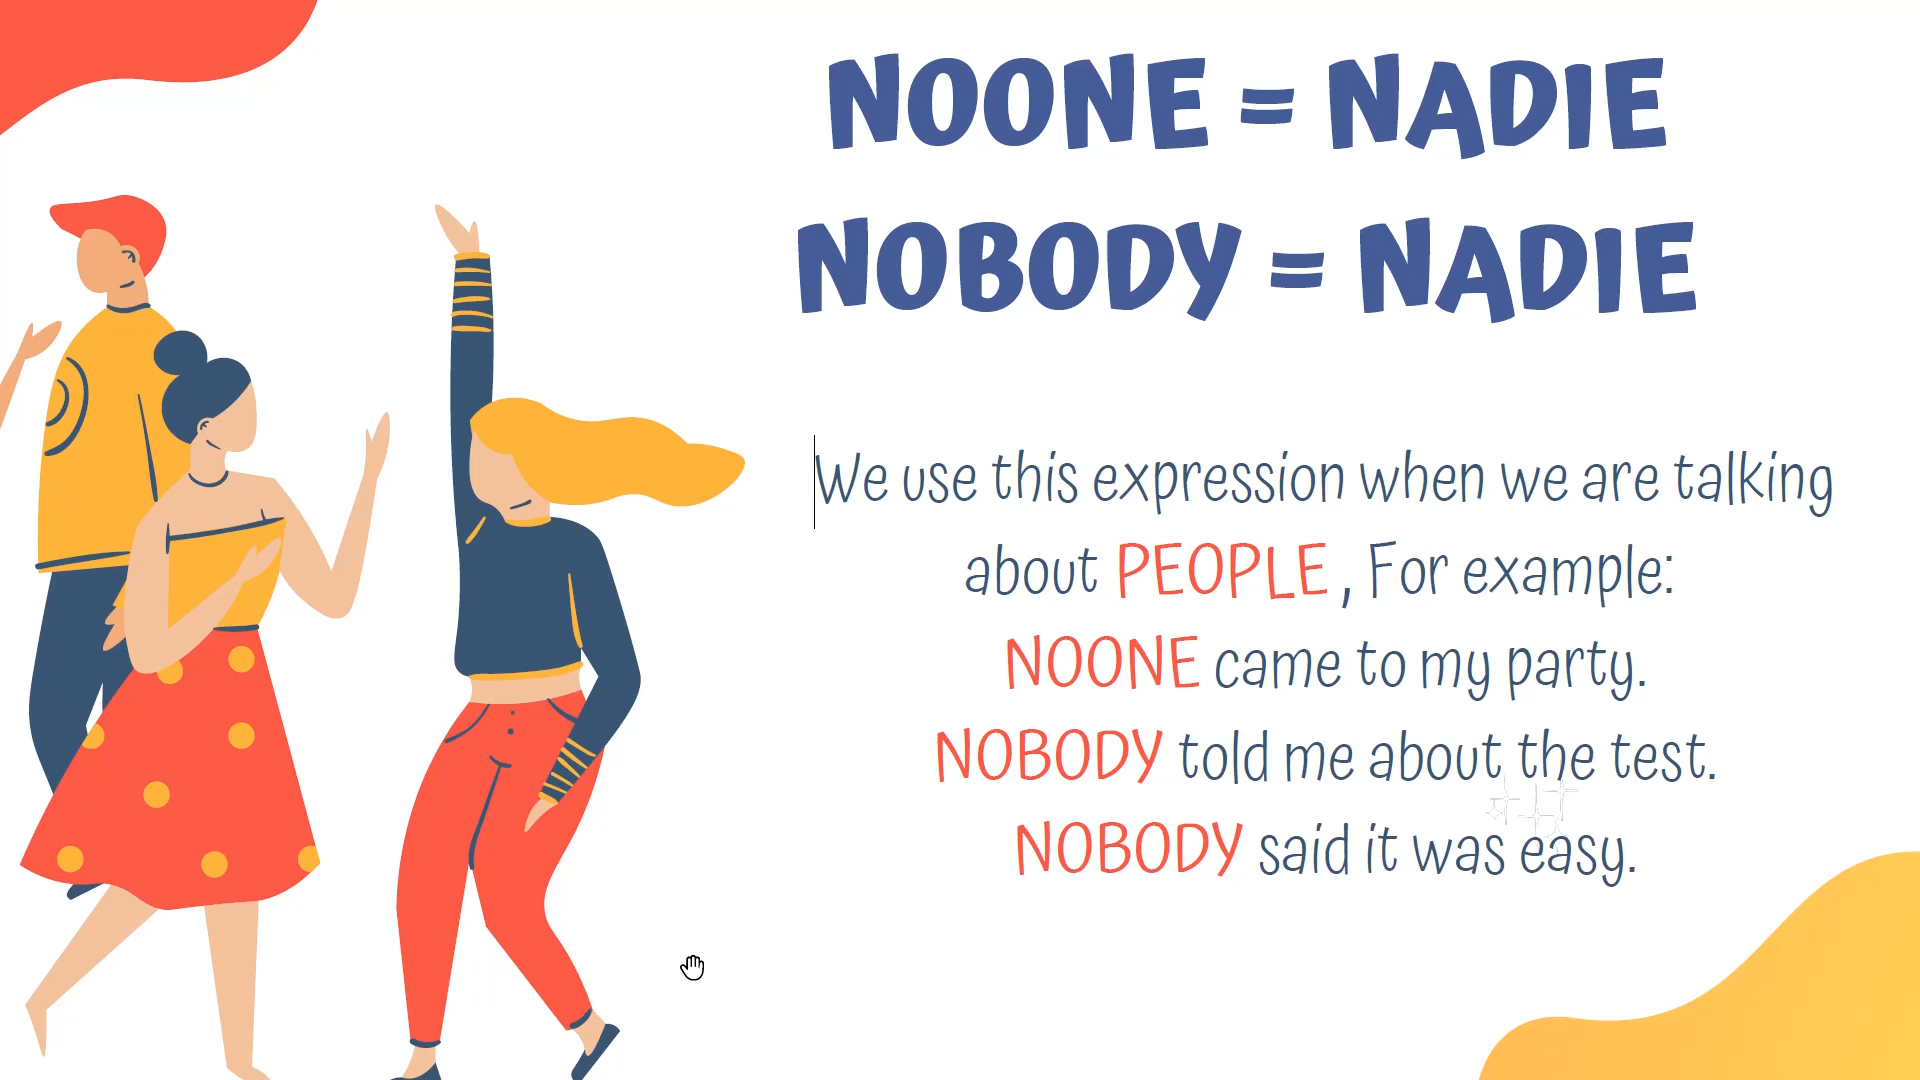 NOONE = NADIE
NOBODY = NADIE
We use this expression when we are talking
about PEOPLE , For example:
NOONE came to my party.
NOBODY told me about the test.
NOBODY said it was easy.